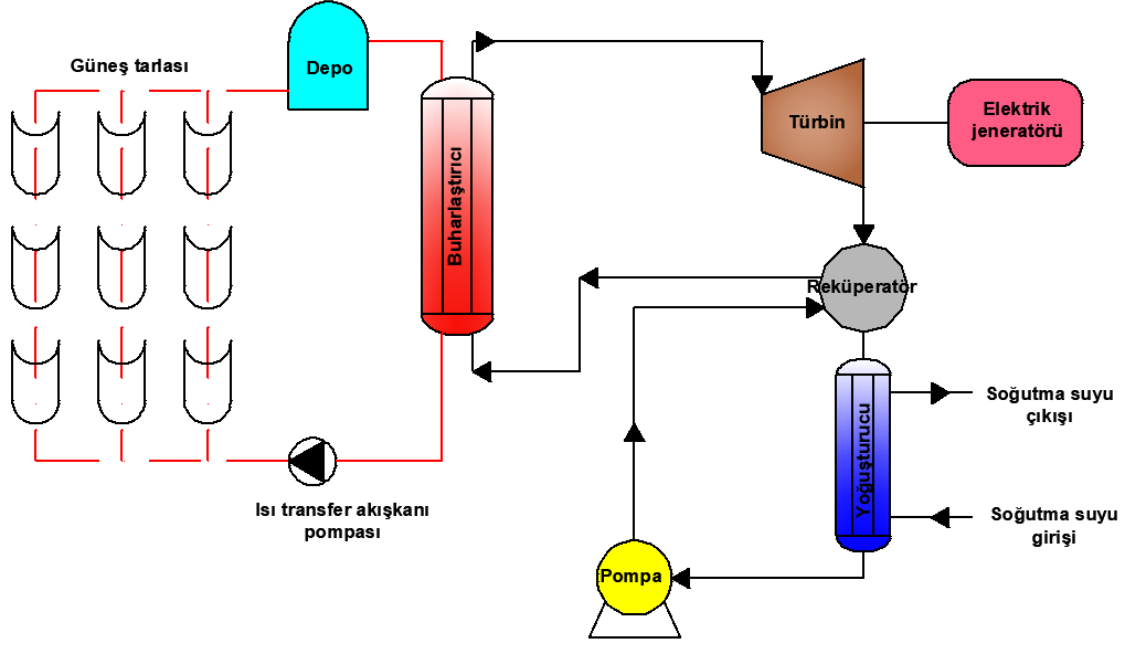 Güneş tarlası
Depo
Buharlaştırıcı
Türbin
Elektrik
jeneratörü
Reküperatör
Yoğuşturucu
Soğutma suyu
çıkışı
Soğutma suyu
girişi
Isı transfer akışkanı
pompası
Pompa